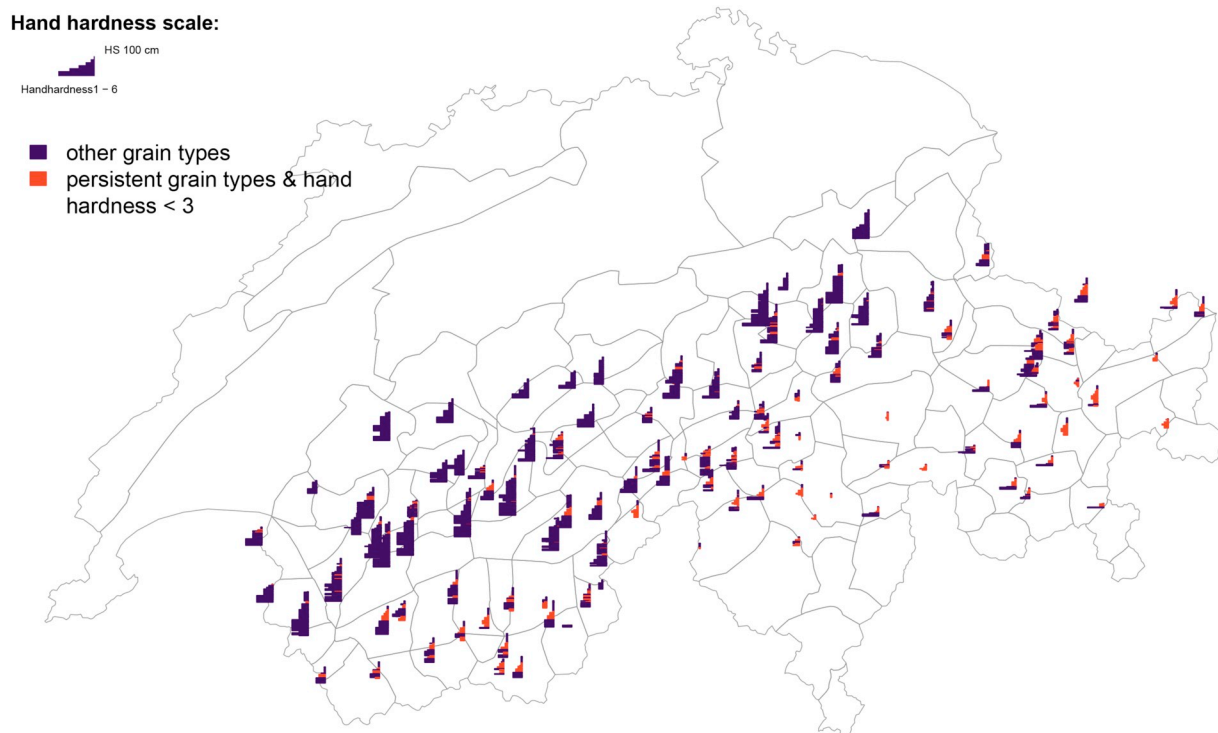 Hand hardness scale:
HS 100 cm
Handhardness1 − 6
other grain types
persistent grain types & hand
hardness < 3